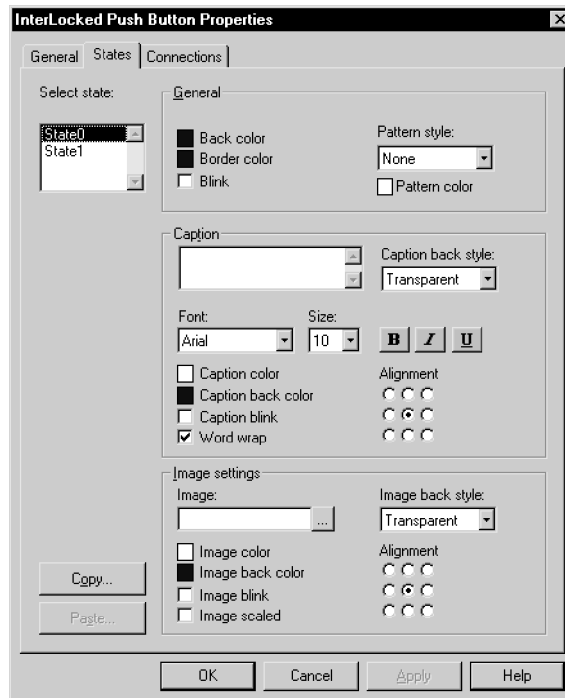 InterLocked Push Button Properties
General States Connections
Select state:
State0
State1
General
Back color
Border color
Blink
Pattern style:
None
Pattern color
Caption
Caption back style:
Transparent
Font:
Size:
Arial
10
B I U
Caption color
Caption back color
Caption blink
Word wrap
Alignment
Image settings
Image:
...
Image back style:
Transparent
Image color
Image back color
Image blink
Image scaled
Alignment
Copy...
Paste...
OK Cancel Apply Help